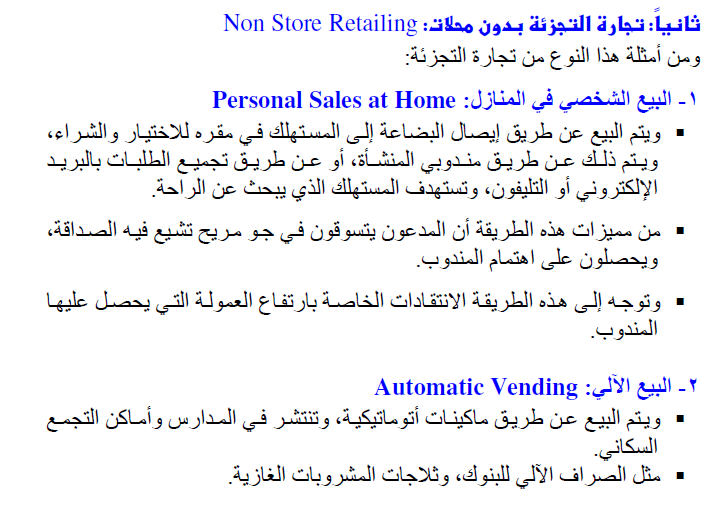 ثانياً: تجارة التجزئة بدون محلات: Non Store Retailing
ومن أمثلة هذا النوع من تجارة التجزئة:
١- البيع الشخصي في المنازل: Personal Sales at Home
▪ ويتم البيع عن طريق إيصال البضاعة إلى المستهلك في مقره للاختيار والشراء،
ويتم ذلك عن طريق مندوبي المنشأة، أو عن طريق تجميع الطلبات بالبريد
الإلكتروني أو التليفون، وتستهدف المستهلك الذي يبحث عن الراحة.
▪ من مميزات هذه الطريقة أن المدعون يتسوقون في جو مريح تشيع فيه الصداقة،
ويحصلون على اهتمام المندوب.
▪ وتوجه إلى هذه الطريقة الانتقادات الخاصة بارتفاع العمولة التي يحصل عليها
المندوب.
٢- البيع الآلي: Automatic Vending
▪ ويتم البيع عن طريق ماكينات أتوماتيكية، وتنتشر في المدارس وأماكن التجمع
السكاني.
▪ مثل الصراف الآلي للبنوك، وثلاجات المشروبات الغازية.